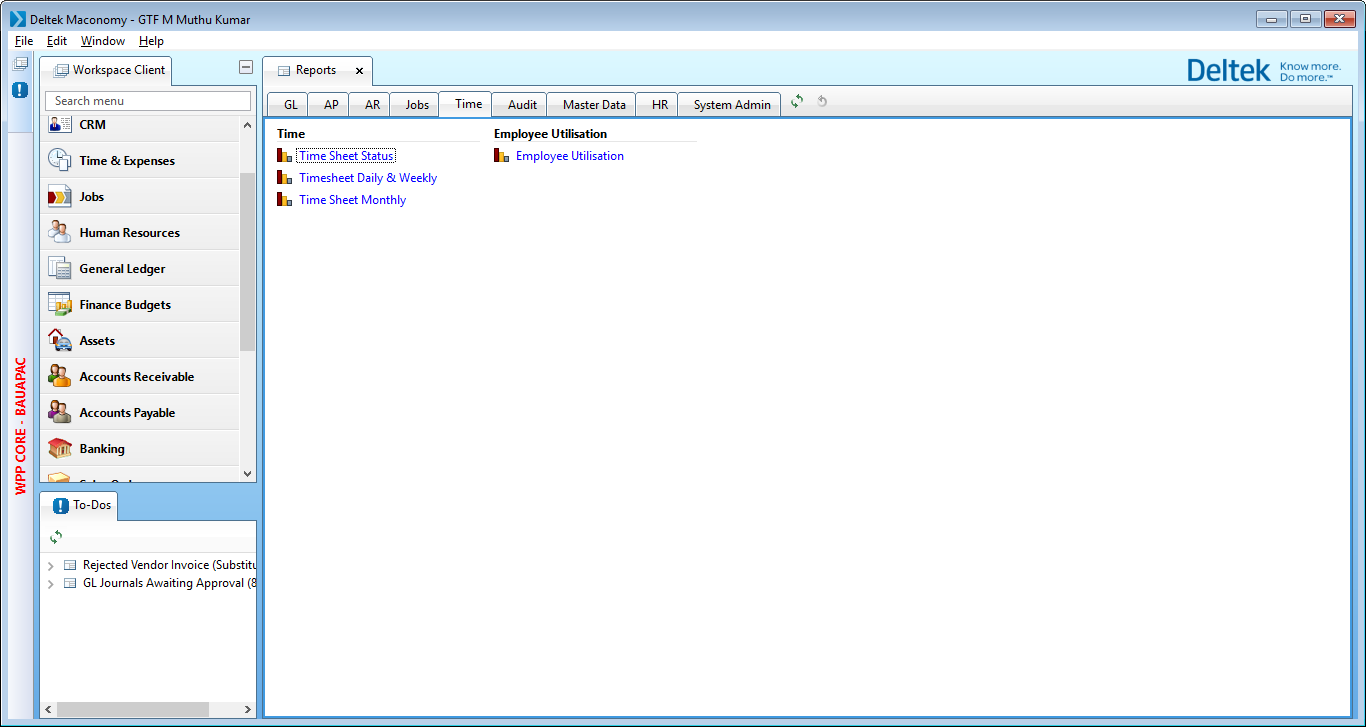 Deltek Maconomy - GTF M Muthu Kumar
File Edit Window Help
Workspace Client
Reports
Deltek Know more. Do more.™
Search menu
GL AP AR Jobs Time Audit Master Data HR System Admin
CRM
Time & Expenses
Jobs
Human Resources
General Ledger
Finance Budgets
Assets
Accounts Receivable
Accounts Payable
Banking
Time
Time Sheet Status
Timesheet Daily & Weekly
Time Sheet Monthly
Employee Utilisation
Employee Utilisation
WPP CORE - BAUAPAC
To-Dos
Rejected Vendor Invoice (Substitu
GL Journals Awaiting Approval (8